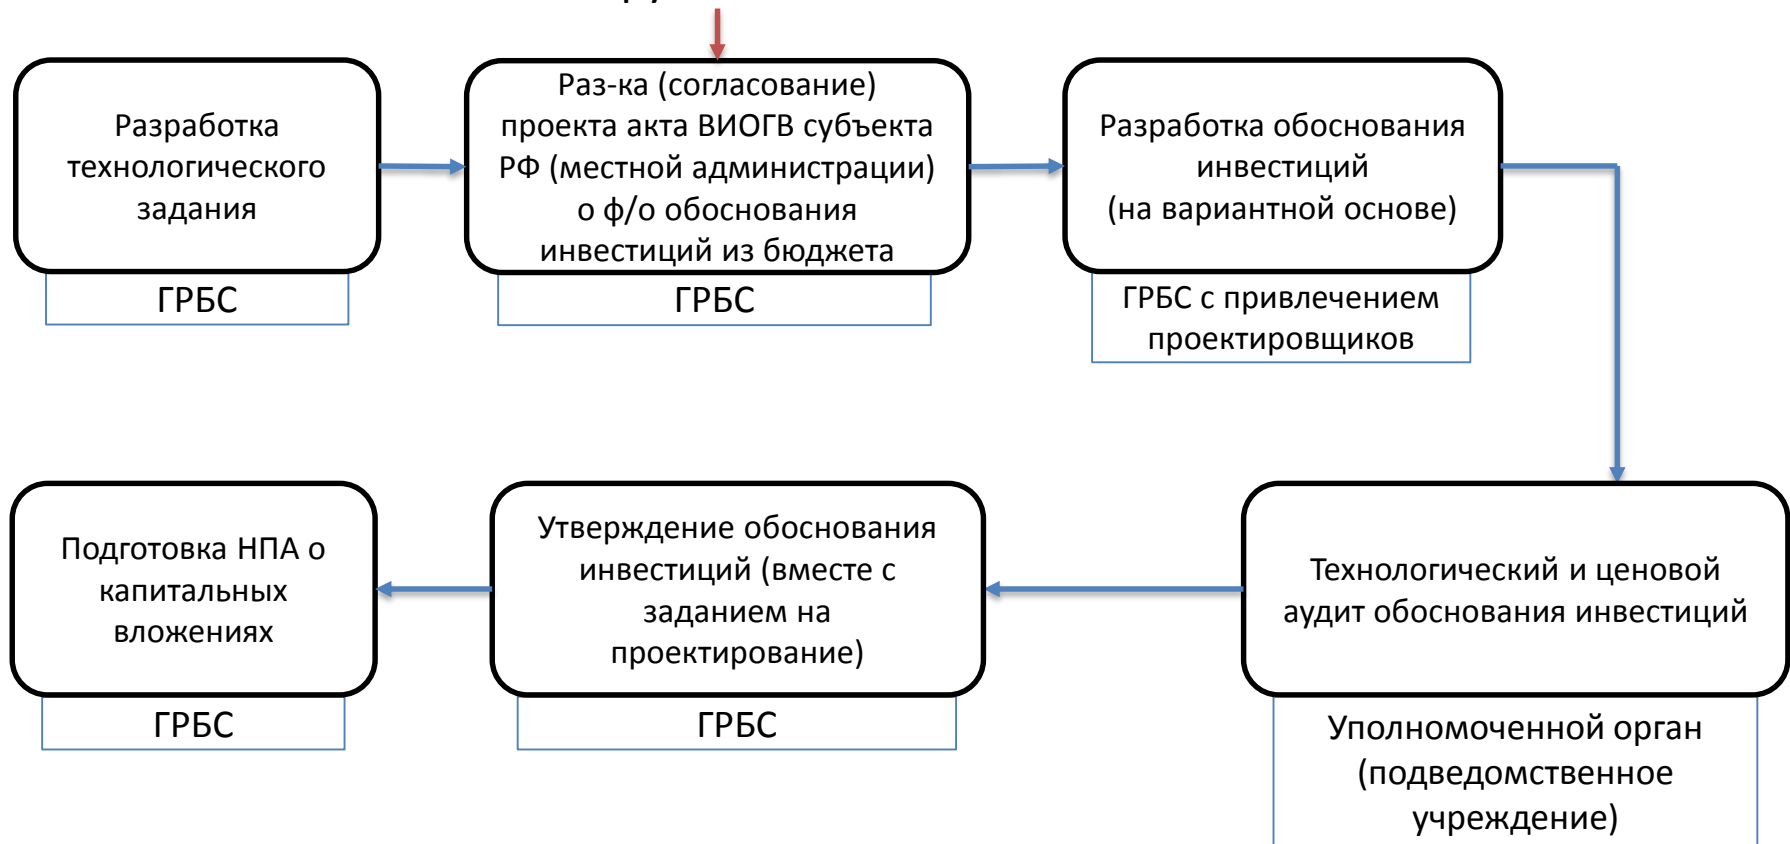 Разработка
технологического
задания
ГРБС
Раз-ка (согласование)
проекта акта ВИОГВ субъекта
РФ (местной администрации)
о ф/о обоснования
инвестиций из бюджета
ГРБС
Разработка обоснования
инвестиций
(на вариантной основе)
ГРБС с привлечением
проектировщиков
Подготовка НПА о
капитальных
вложениях
ГРБС
Утверждение обоснования
инвестиций (вместе с
заданием на
проектирование)
ГРБС
Технологический и ценовой
аудит обоснования инвестиций
Уполномоченной орган
(подведомственное
учреждение)